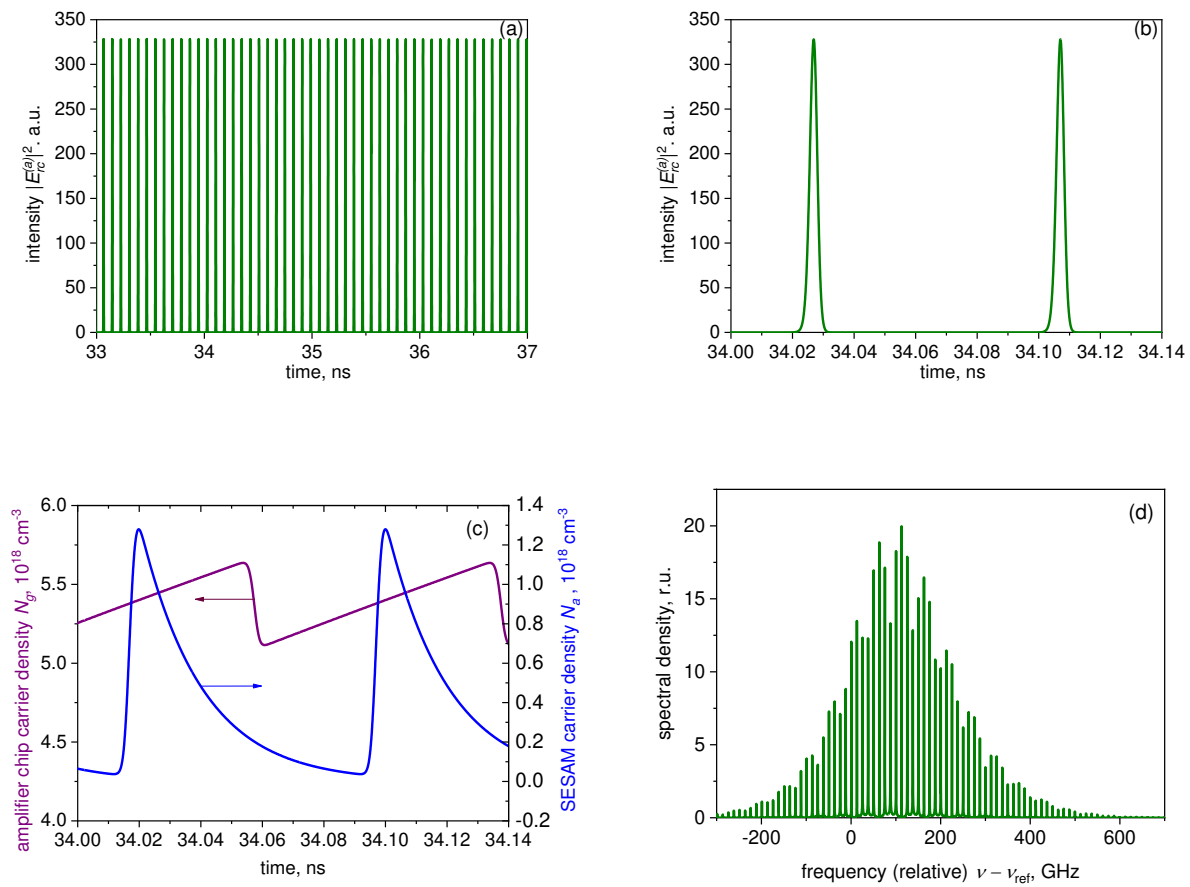 (a)
350
300
250
200
150
100
50
0
intensity |E_rc^(a)|². a.u.
33 34 35 36 37
time, ns
(b)
350
300
250
200
150
100
50
0
intensity |E_rc^(a)|². a.u.
34.00 34.02 34.04 34.06 34.08 34.10 34.12 34.14
time, ns
(c)
6.0
5.5
5.0
4.5
4.0
amplifier chip carrier density N_g, 10^18 cm^-3
1.4
1.2
1.0
0.8
0.6
0.4
0.2
0.0
-0.2
SESAM carrier density N_a , 10^18 cm^-3
34.00 34.02 34.04 34.06 34.08 34.10 34.12 34.14
time, ns
(d)
20
15
10
5
0
spectral density, r.u.
-200 0 200 400 600
frequency (relative) ν − ν_ref, GHz